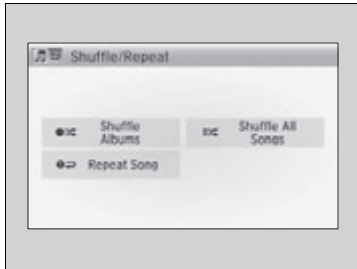 Shuffle/Repeat
Shuffle
Albums
Shuffle All
Songs
Repeat Song